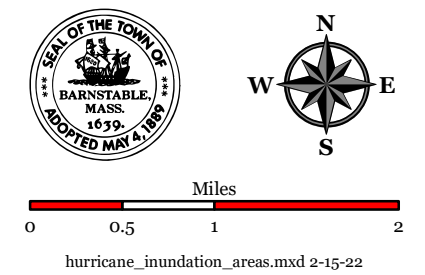 SEAL OF THE TOWN OF
BARNSTABLE,
MASS.
1639.
ADOPTED MAY 4, 1889
N
W E
S
Miles
0 0.5 1 2
hurricane_inundation_areas.mxd 2-15-22